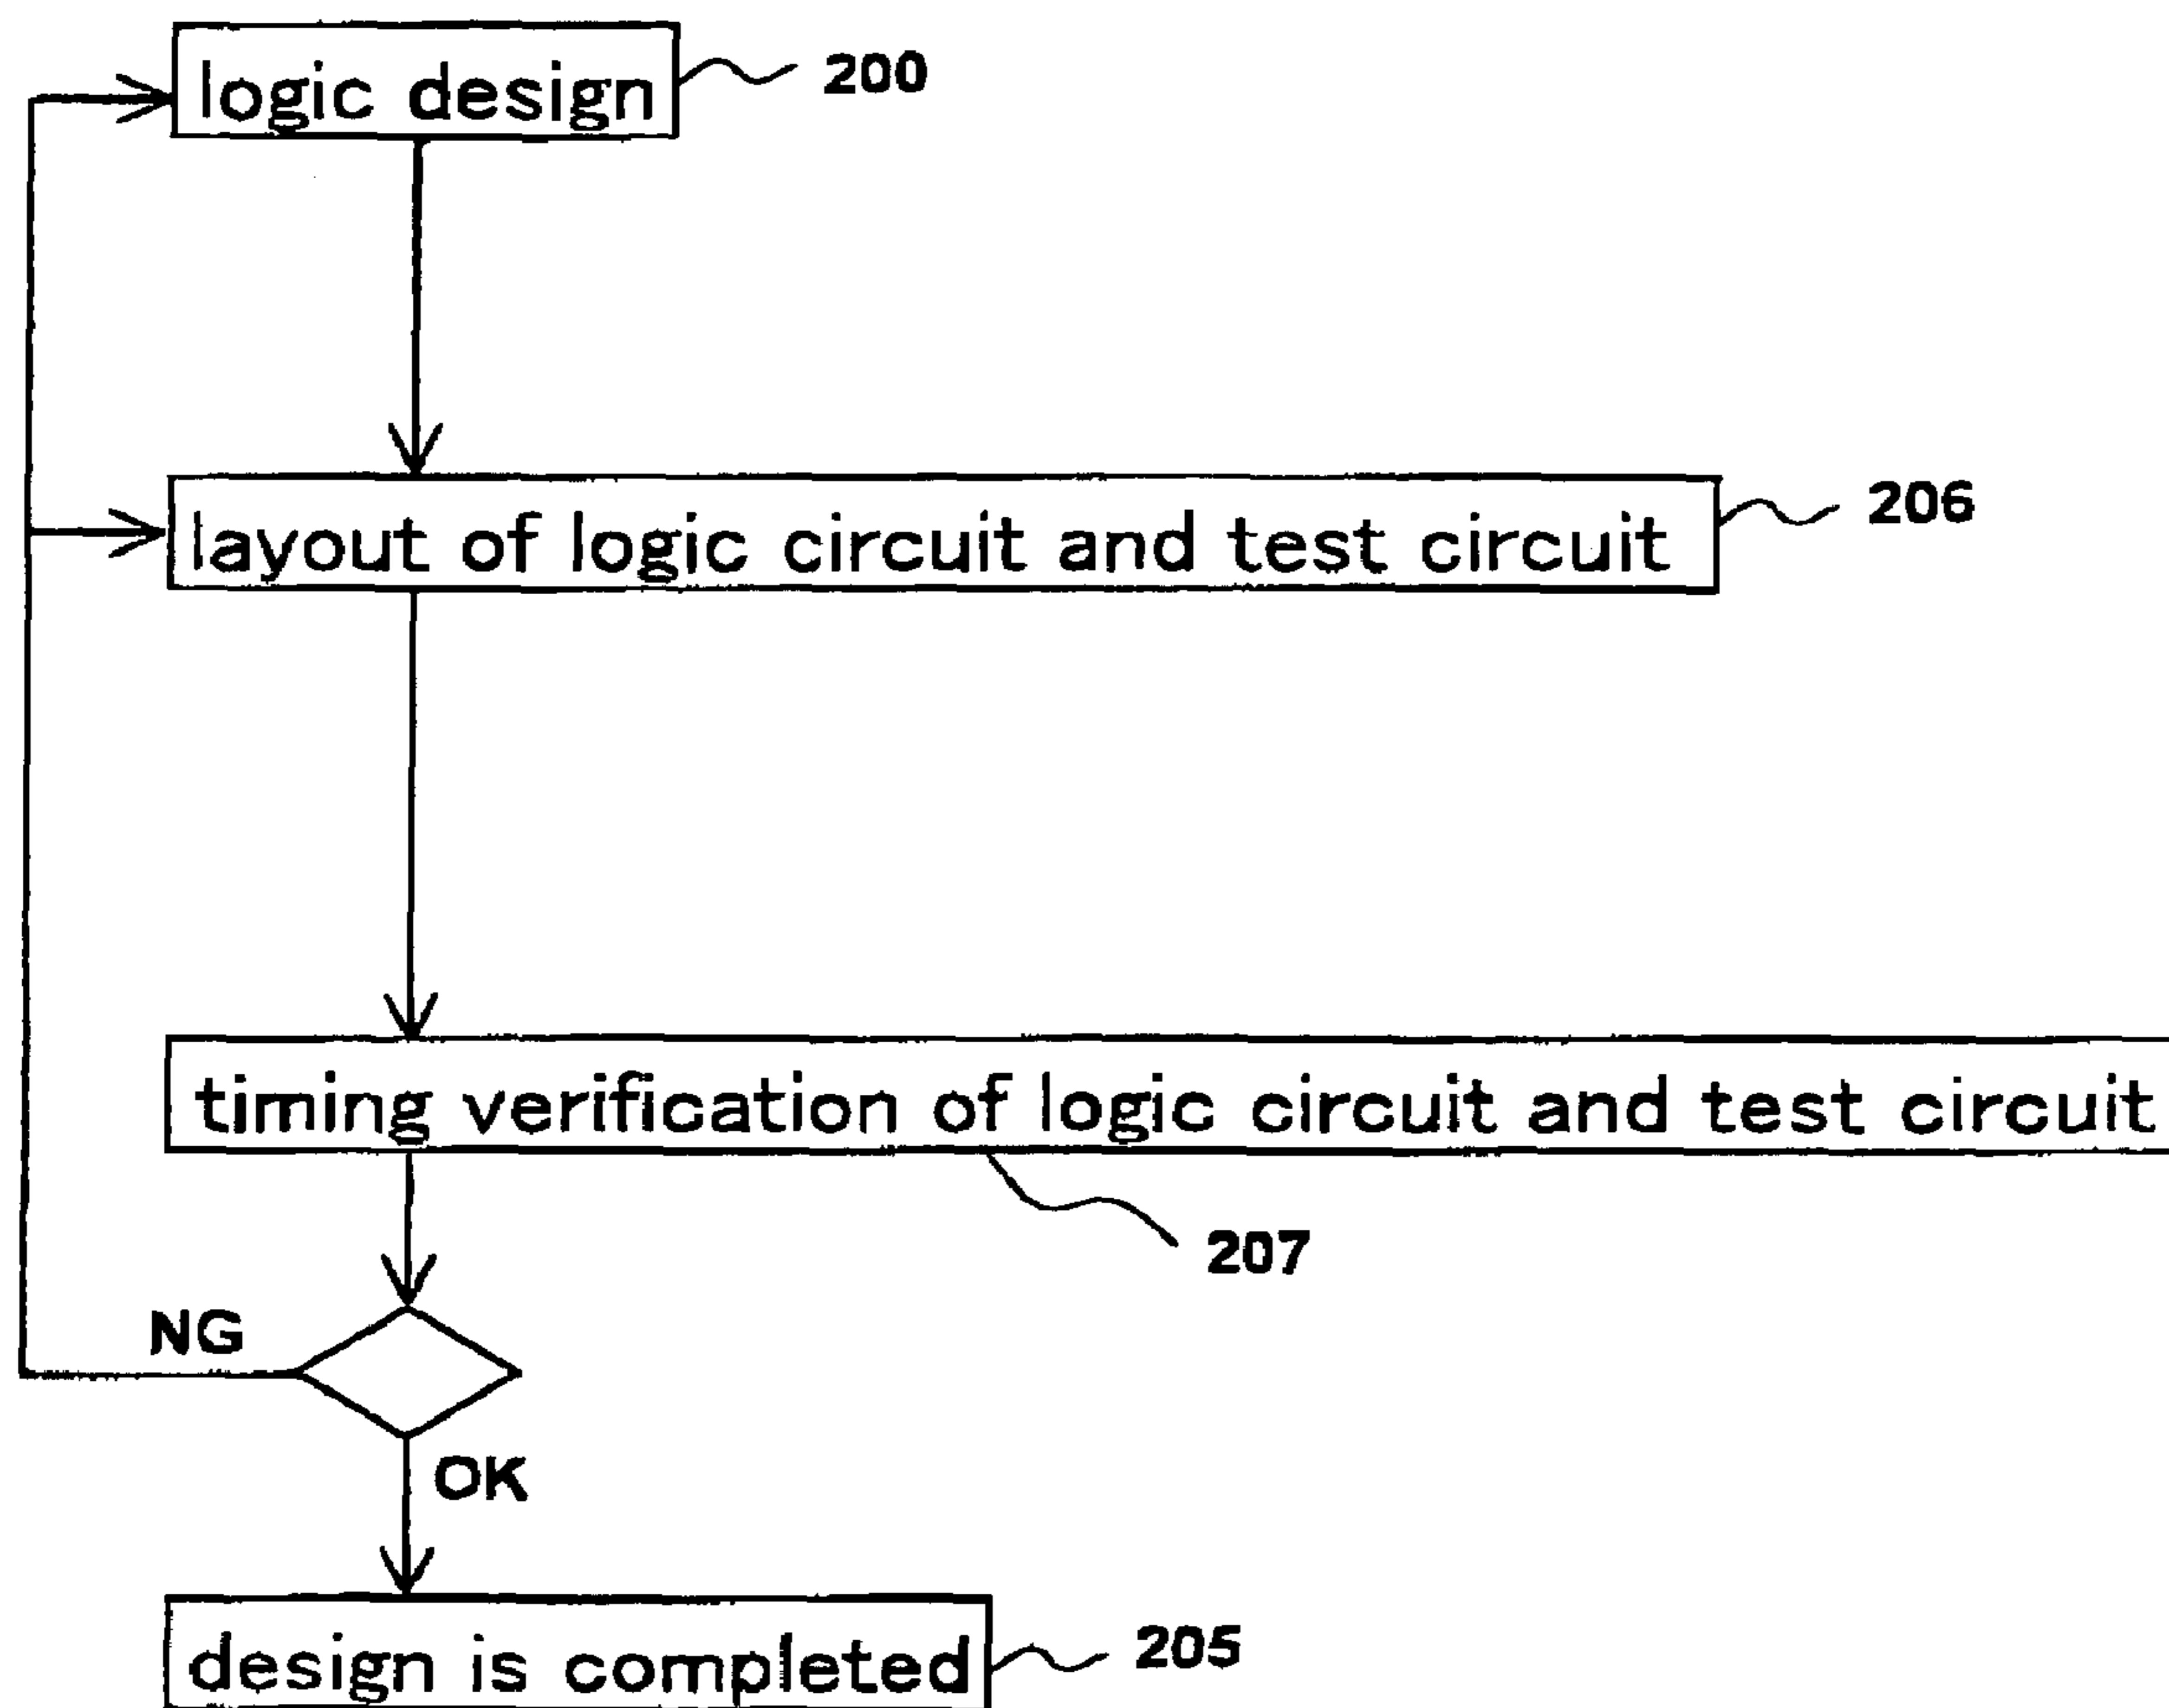 logic design
200
layout of logic circuit and test circuit
206
timing verification of logic circuit and test circuit
207
NG
OK
design is completed
205